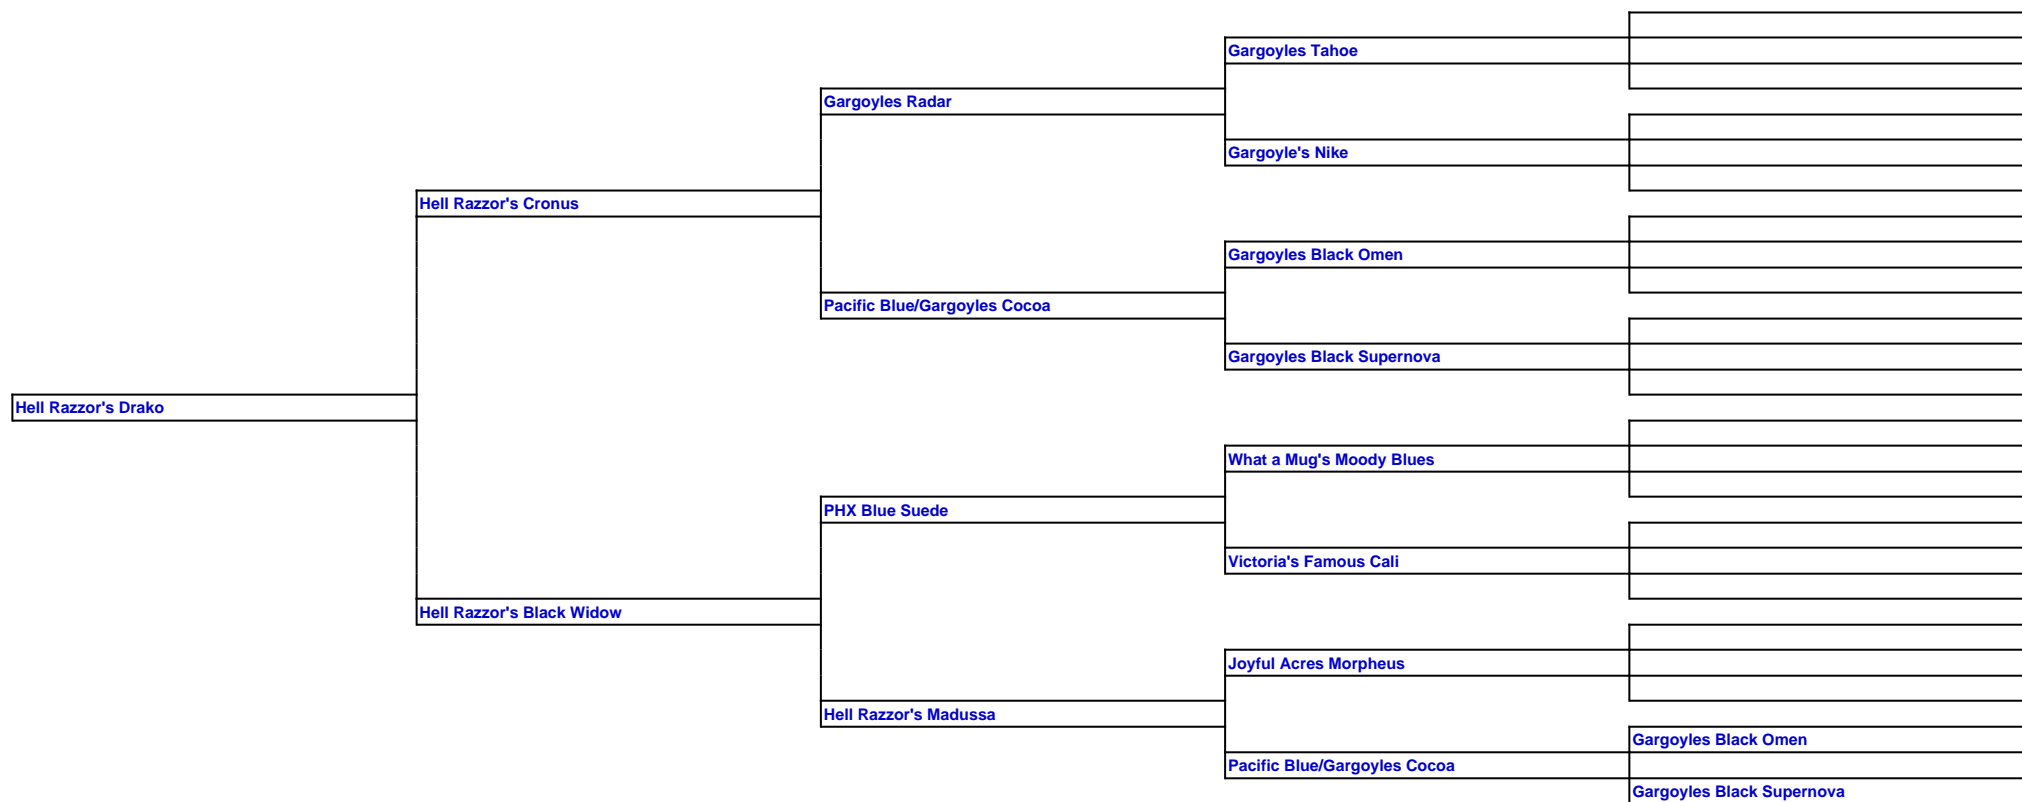 Gargoyles Tahoe
Gargoyles Radar
Gargoyle's Nike
Hell Razzor's Cronus
Gargoyles Black Omen
Pacific Blue/Gargoyles Cocoa
Gargoyles Black Supernova
Hell Razzor's Drako
What a Mug's Moody Blues
PHX Blue Suede
Victoria's Famous Cali
Hell Razzor's Black Widow
Joyful Acres Morpheus
Hell Razzor's Madussa
Gargoyles Black Omen
Pacific Blue/Gargoyles Cocoa
Gargoyles Black Supernova